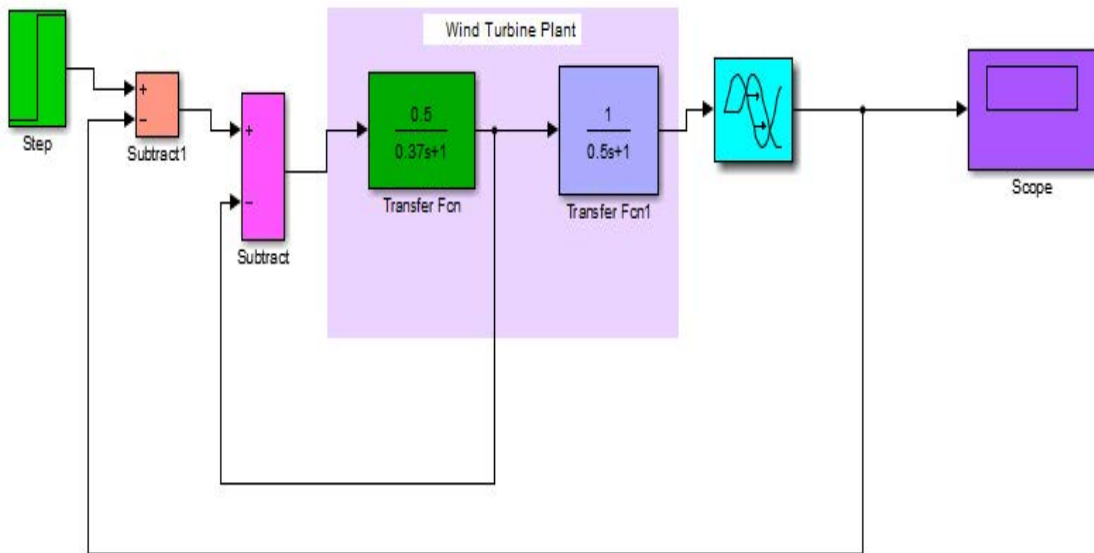 Wind Turbine Plant
+
−
Step
Subtract1
+
−
Subtract
0.5
0.37s+1
Transfer Fcn
1
0.5s+1
Transfer Fcn1
Scope